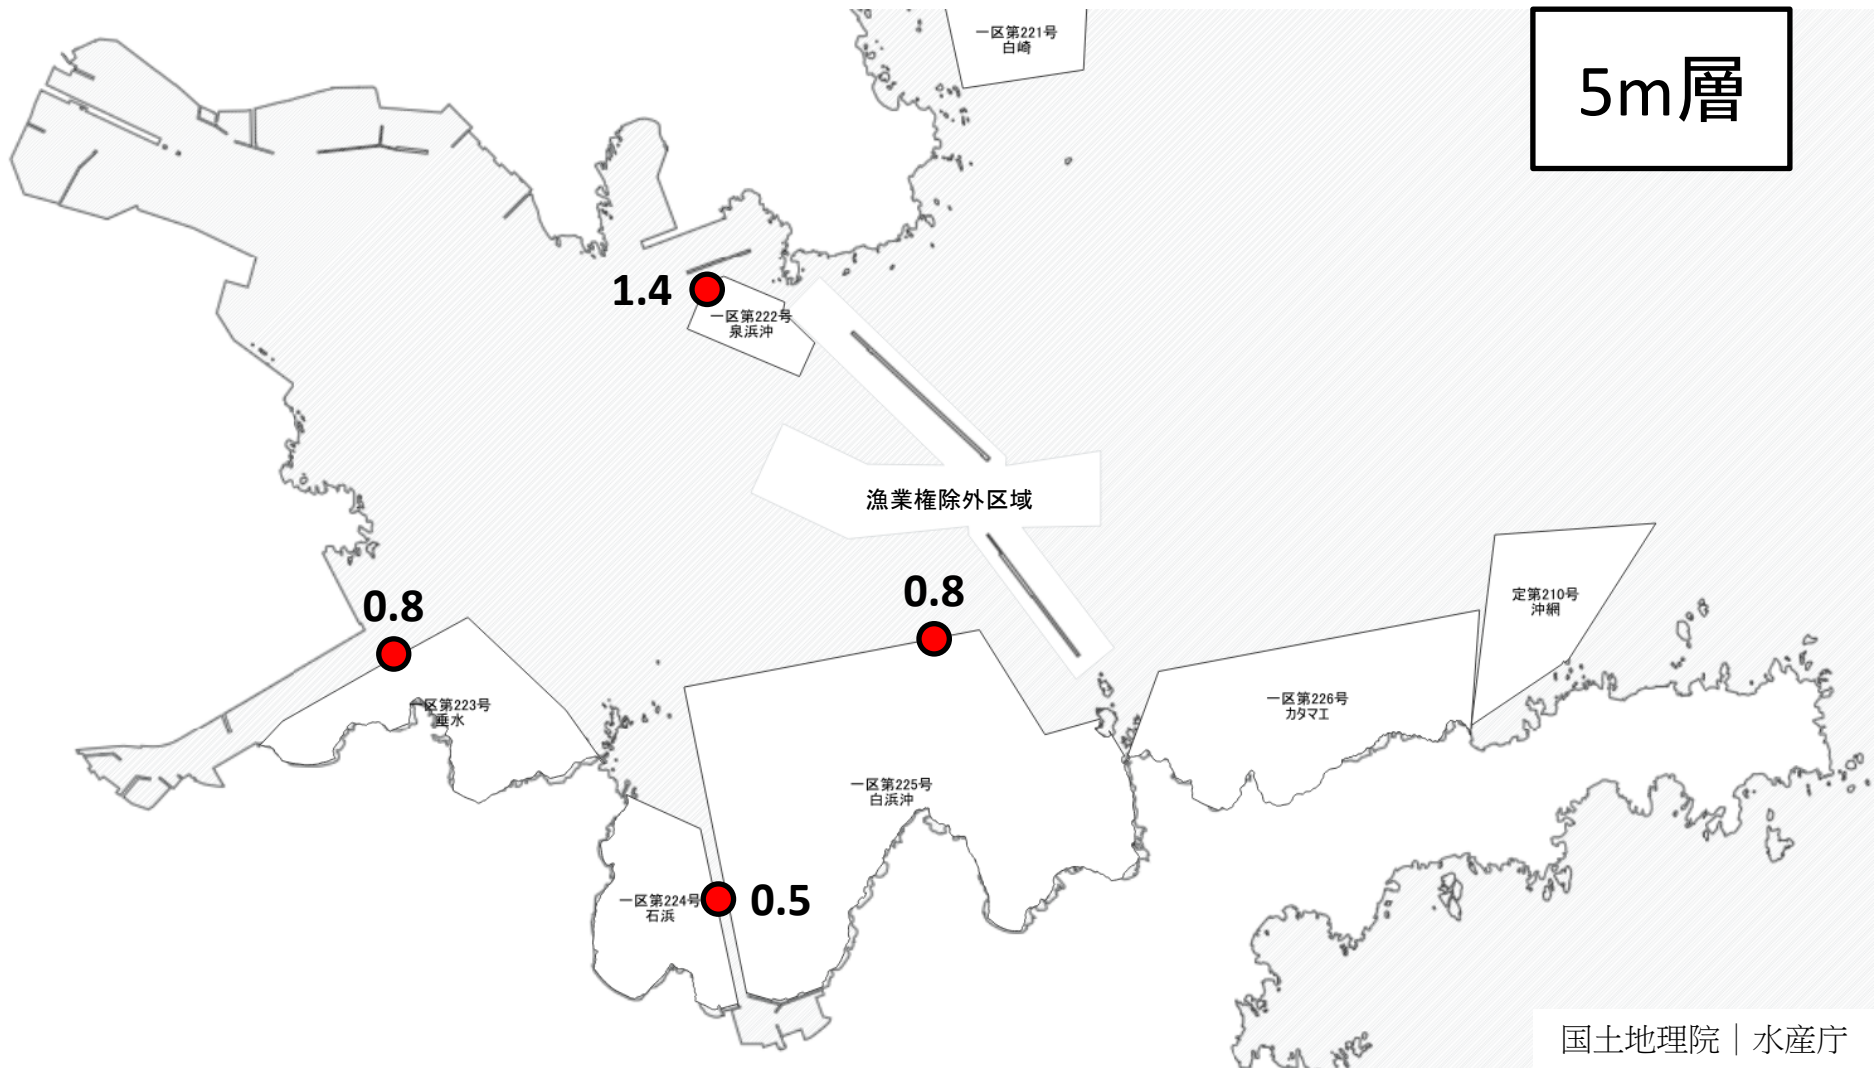 一区第221号
白崎
5m層
1.4
一区第222号
泉浜沖
漁業権除外区域
0.8
0.8
定第210号
沖網
一区第223号
垂水
一区第226号
カタマエ
一区第225号
白浜沖
一区第224号
石浜
0.5
国土地理院｜水産庁